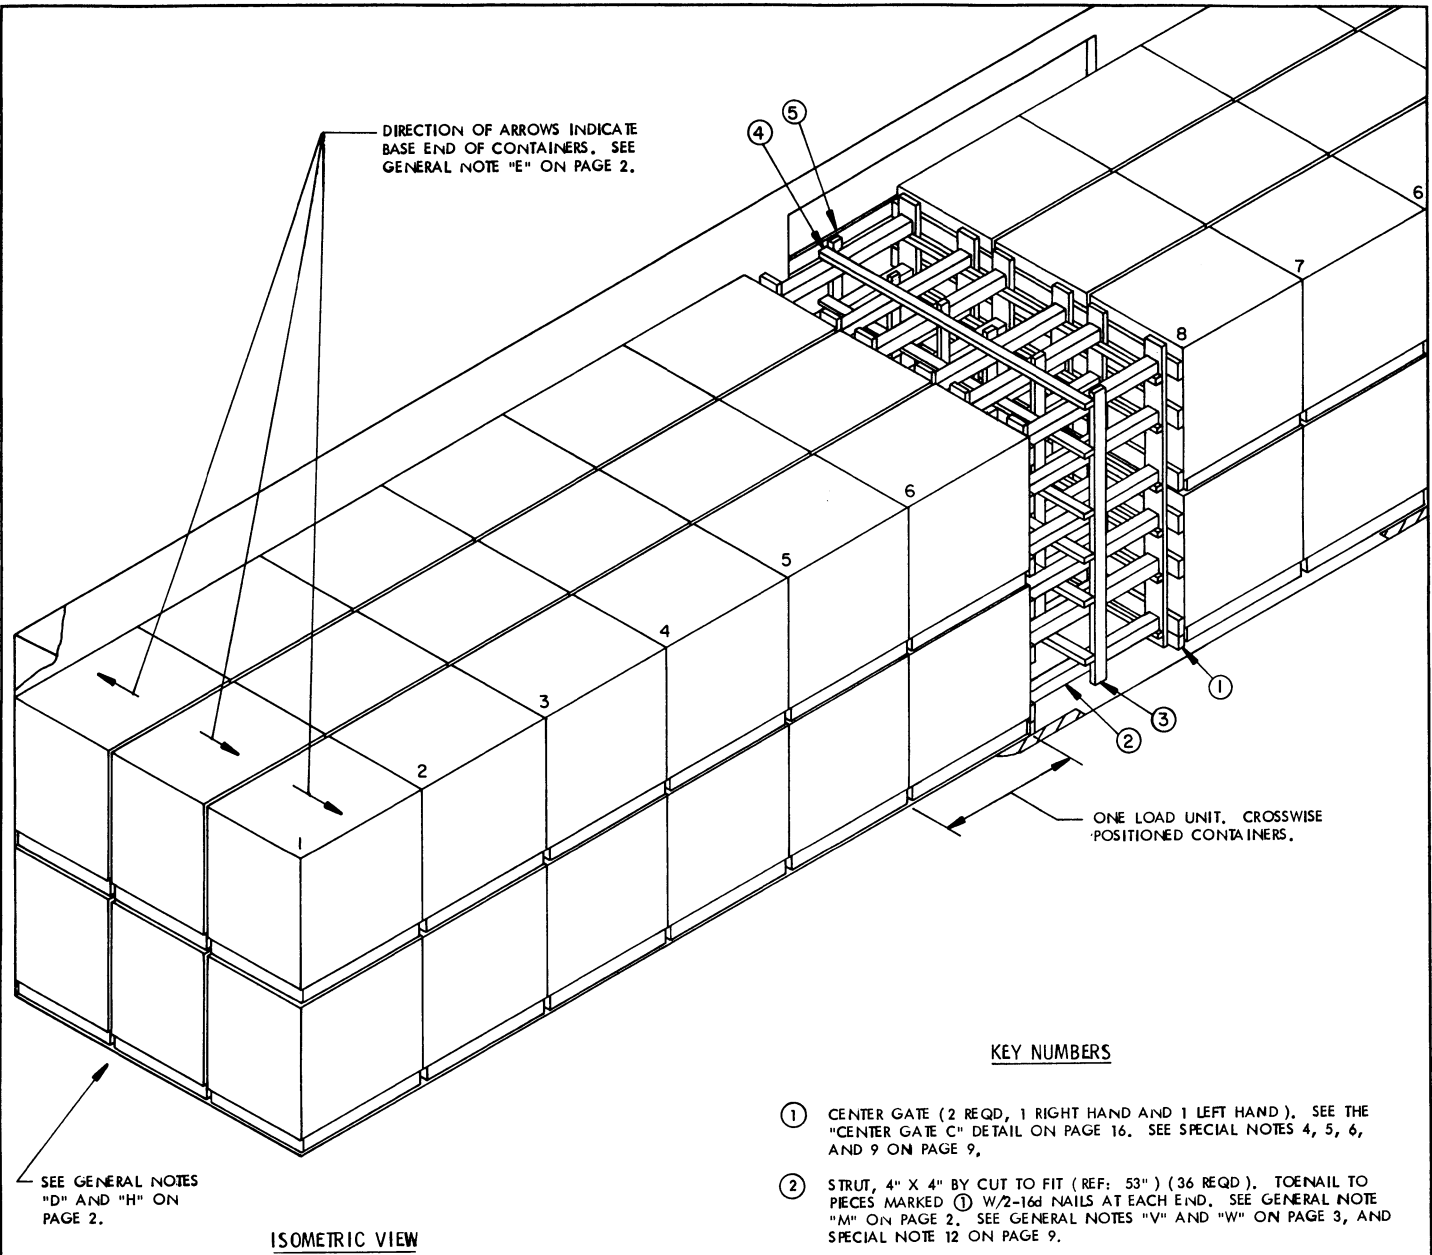 DIRECTION OF ARROWS INDICATE
BASE END OF CONTAINERS. SEE
GENERAL NOTE "E" ON PAGE 2.
4
5
6
7
8
6
5
4
3
2
1
1
3
2
ONE LOAD UNIT. CROSSWISE
POSITIONED CONTAINERS.
SEE GENERAL NOTES
"D" AND "H" ON
PAGE 2.
ISOMETRIC VIEW
KEY NUMBERS
1 CENTER GATE (2 REQD, 1 RIGHT HAND AND 1 LEFT HAND). SEE THE
"CENTER GATE C" DETAIL ON PAGE 16. SEE SPECIAL NOTES 4, 5, 6,
AND 9 ON PAGE 9.
2 STRUT, 4" X 4" BY CUT TO FIT (REF: 53") (36 REQD). TOENAIL TO
PIECES MARKED 1 W/2-16d NAILS AT EACH END. SEE GENERAL NOTE
"M" ON PAGE 2. SEE GENERAL NOTES "V" AND "W" ON PAGE 3, AND
SPECIAL NOTE 12 ON PAGE 9.